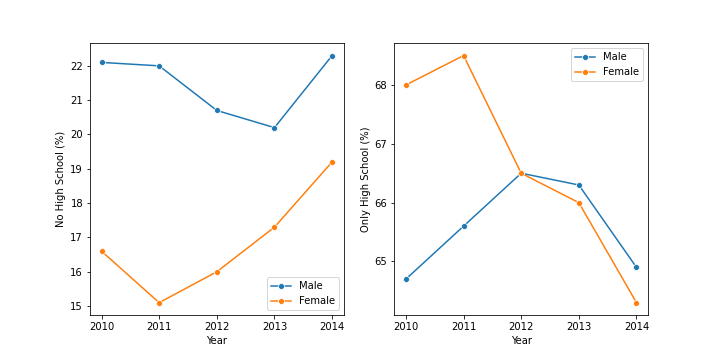 22
21
20
19
18
17
16
15
No High School (%)
2010 2011 2012 2013 2014
Year
Male
Female
68
67
66
65
Only High School (%)
2010 2011 2012 2013 2014
Year
Male
Female